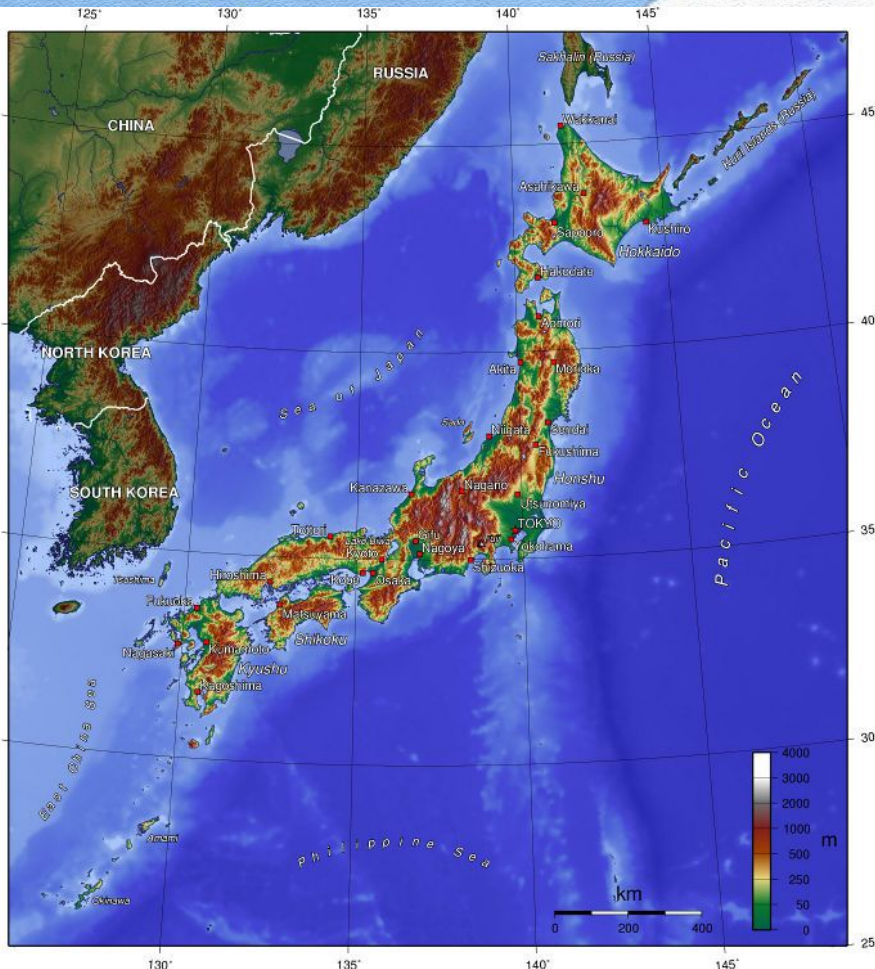 125° 130° 135° 140° 145°
Sakhalin (Russia)
RUSSIA
CHINA
45
Kuril Islands (Russia)
Wakkanai
Asahikawa
Sapporo
Kushiro
Hokkaido
Hakodate
40
Aomori
NORTH KOREA
Sea of Japan
Akita
Morioka
Pacific Ocean
Sado
Niigata
Sendai
Fukushima
SOUTH KOREA
Kanazawa
Nagano
Honshu
Utsunomiya
35
Tottori
Gifu
TOKYO
Kyoto
Nagoya
Fuji
Yokohama
Tsushima
Hiroshima
Kobe
Osaka
Shizuoka
Fukuoka
Matsuyama
Shikoku
Nagasaki
Kumamoto
Kyushu
Kagoshima
30
East China Sea
4000
3000
2000
1000
m
500
250
50
0
Amami
Philippine Sea
Okinawa
km
0 200 400
25
130° 135° 140° 145°